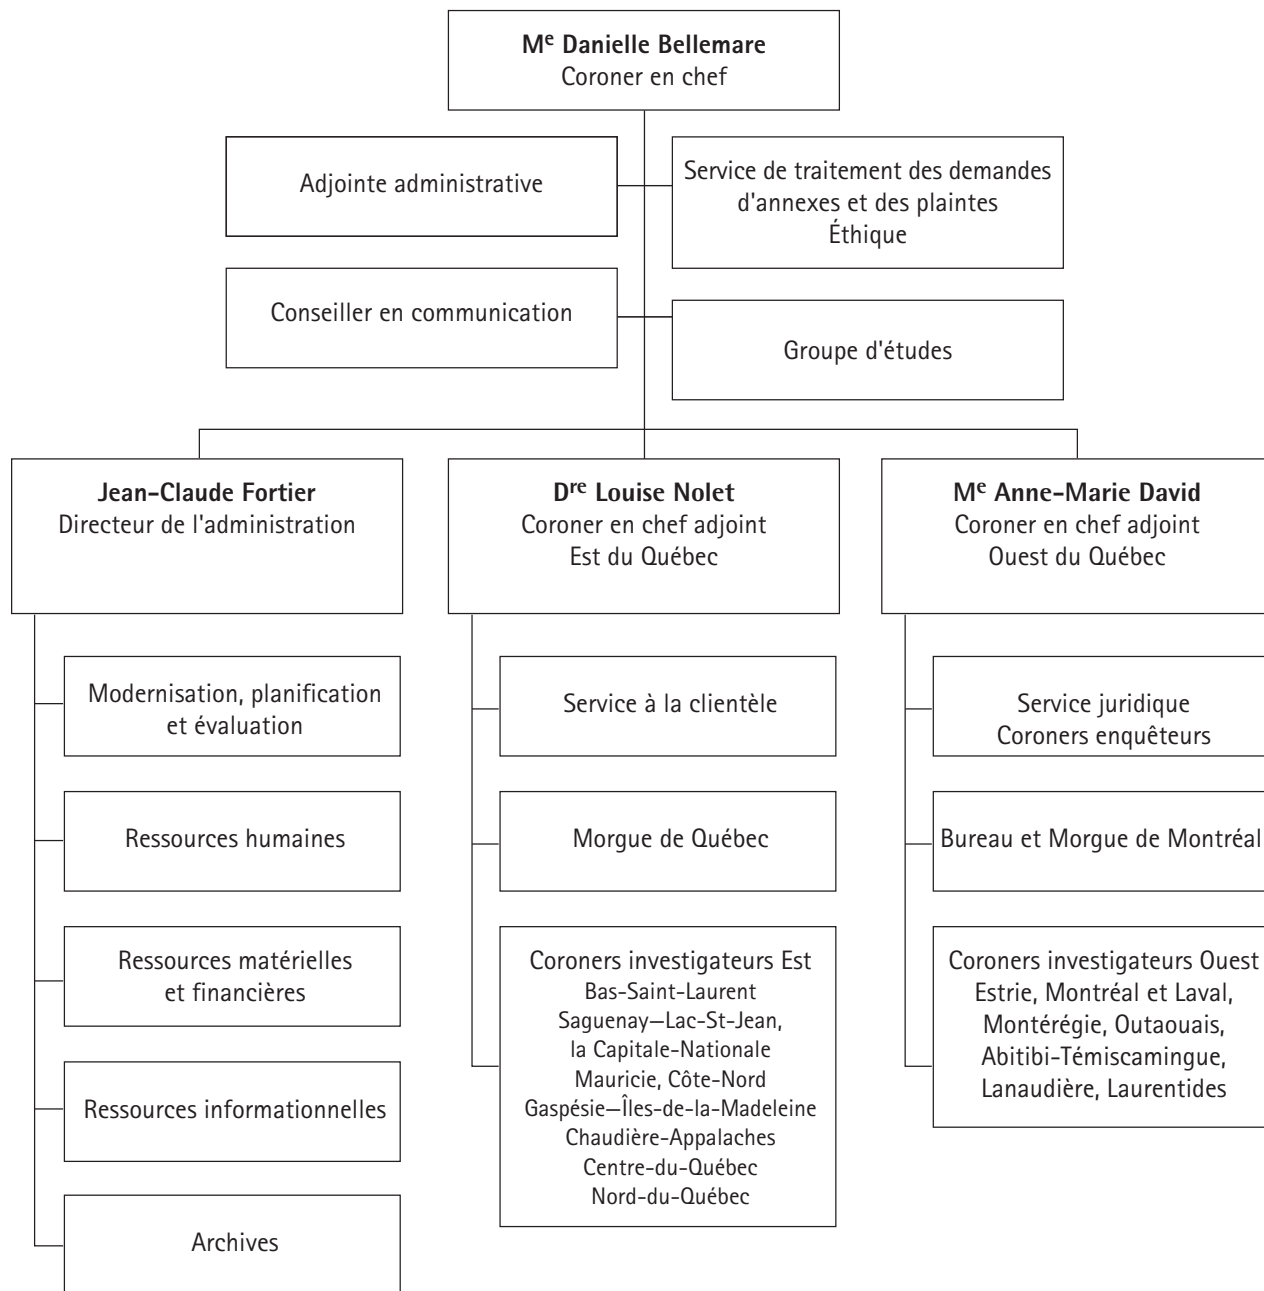 Me Danielle Bellemare
Coroner en chef
Adjointe administrative
Service de traitement des demandes
d'annexes et des plaintes
Éthique
Conseiller en communication
Groupe d'études
Jean-Claude Fortier
Directeur de l'administration
Dre Louise Nolet
Coroner en chef adjoint
Est du Québec
Me Anne-Marie David
Coroner en chef adjoint
Ouest du Québec
Modernisation, planification
et évaluation
Ressources humaines
Ressources matérielles
et financières
Ressources informationnelles
Archives
Service à la clientèle
Morgue de Québec
Coroners investigateurs Est
Bas-Saint-Laurent
Saguenay—Lac-St-Jean,
la Capitale-Nationale
Mauricie, Côte-Nord
Gaspésie—Îles-de-la-Madeleine
Chaudière-Appalaches
Centre-du-Québec
Nord-du-Québec
Service juridique
Coroners enquêteurs
Bureau et Morgue de Montréal
Coroners investigateurs Ouest
Estrie, Montréal et Laval,
Montérégie, Outaouais,
Abitibi-Témiscamingue,
Lanaudière, Laurentides